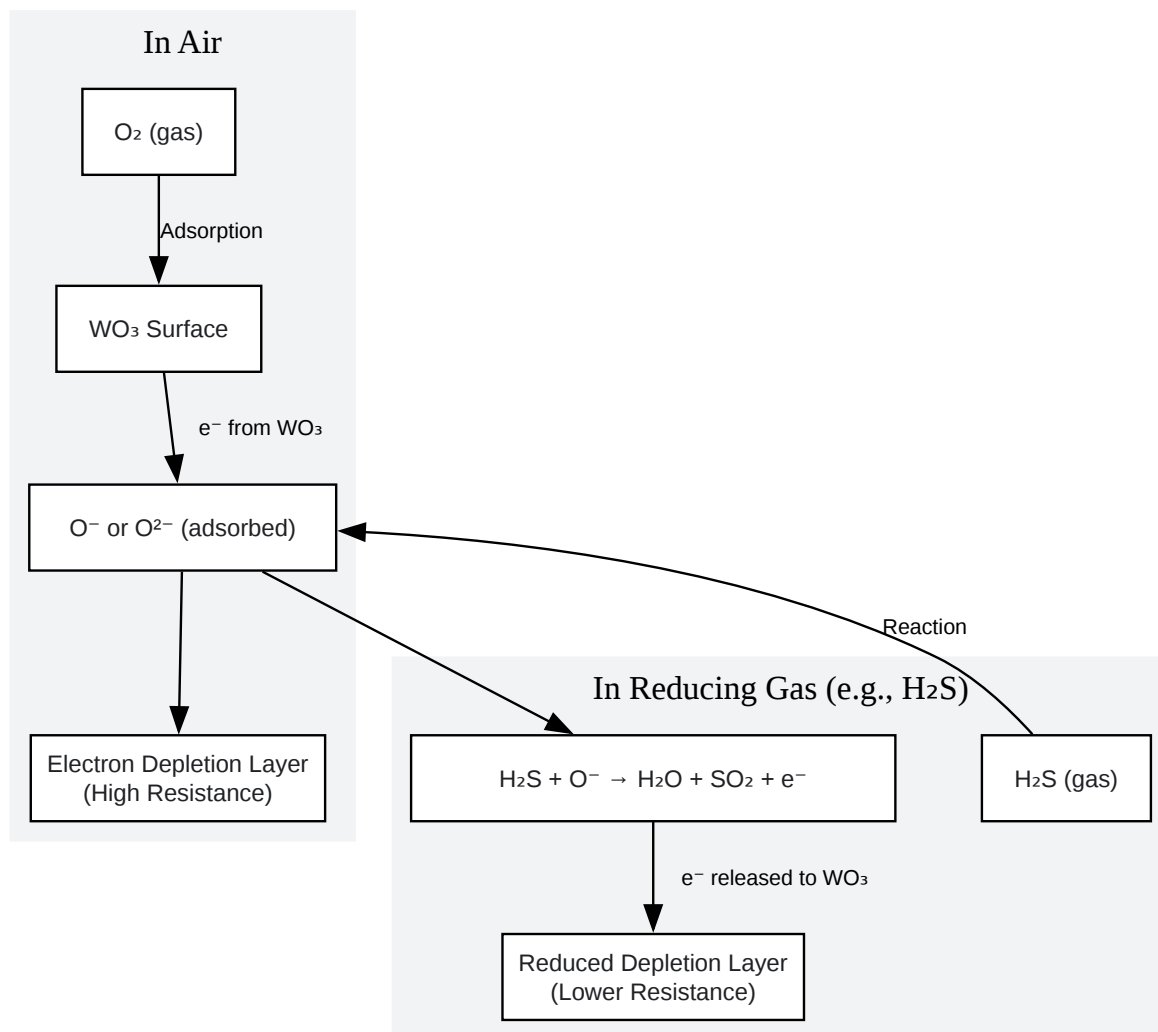 In Air
O₂ (gas)
Adsorption
WO₃ Surface
e⁻ from WO₃
O⁻ or O²⁻ (adsorbed)
Reaction
In Reducing Gas (e.g., H₂S)
Electron Depletion Layer
(High Resistance)
H₂S + O⁻ → H₂O + SO₂ + e⁻
H₂S (gas)
e⁻ released to WO₃
Reduced Depletion Layer
(Lower Resistance)